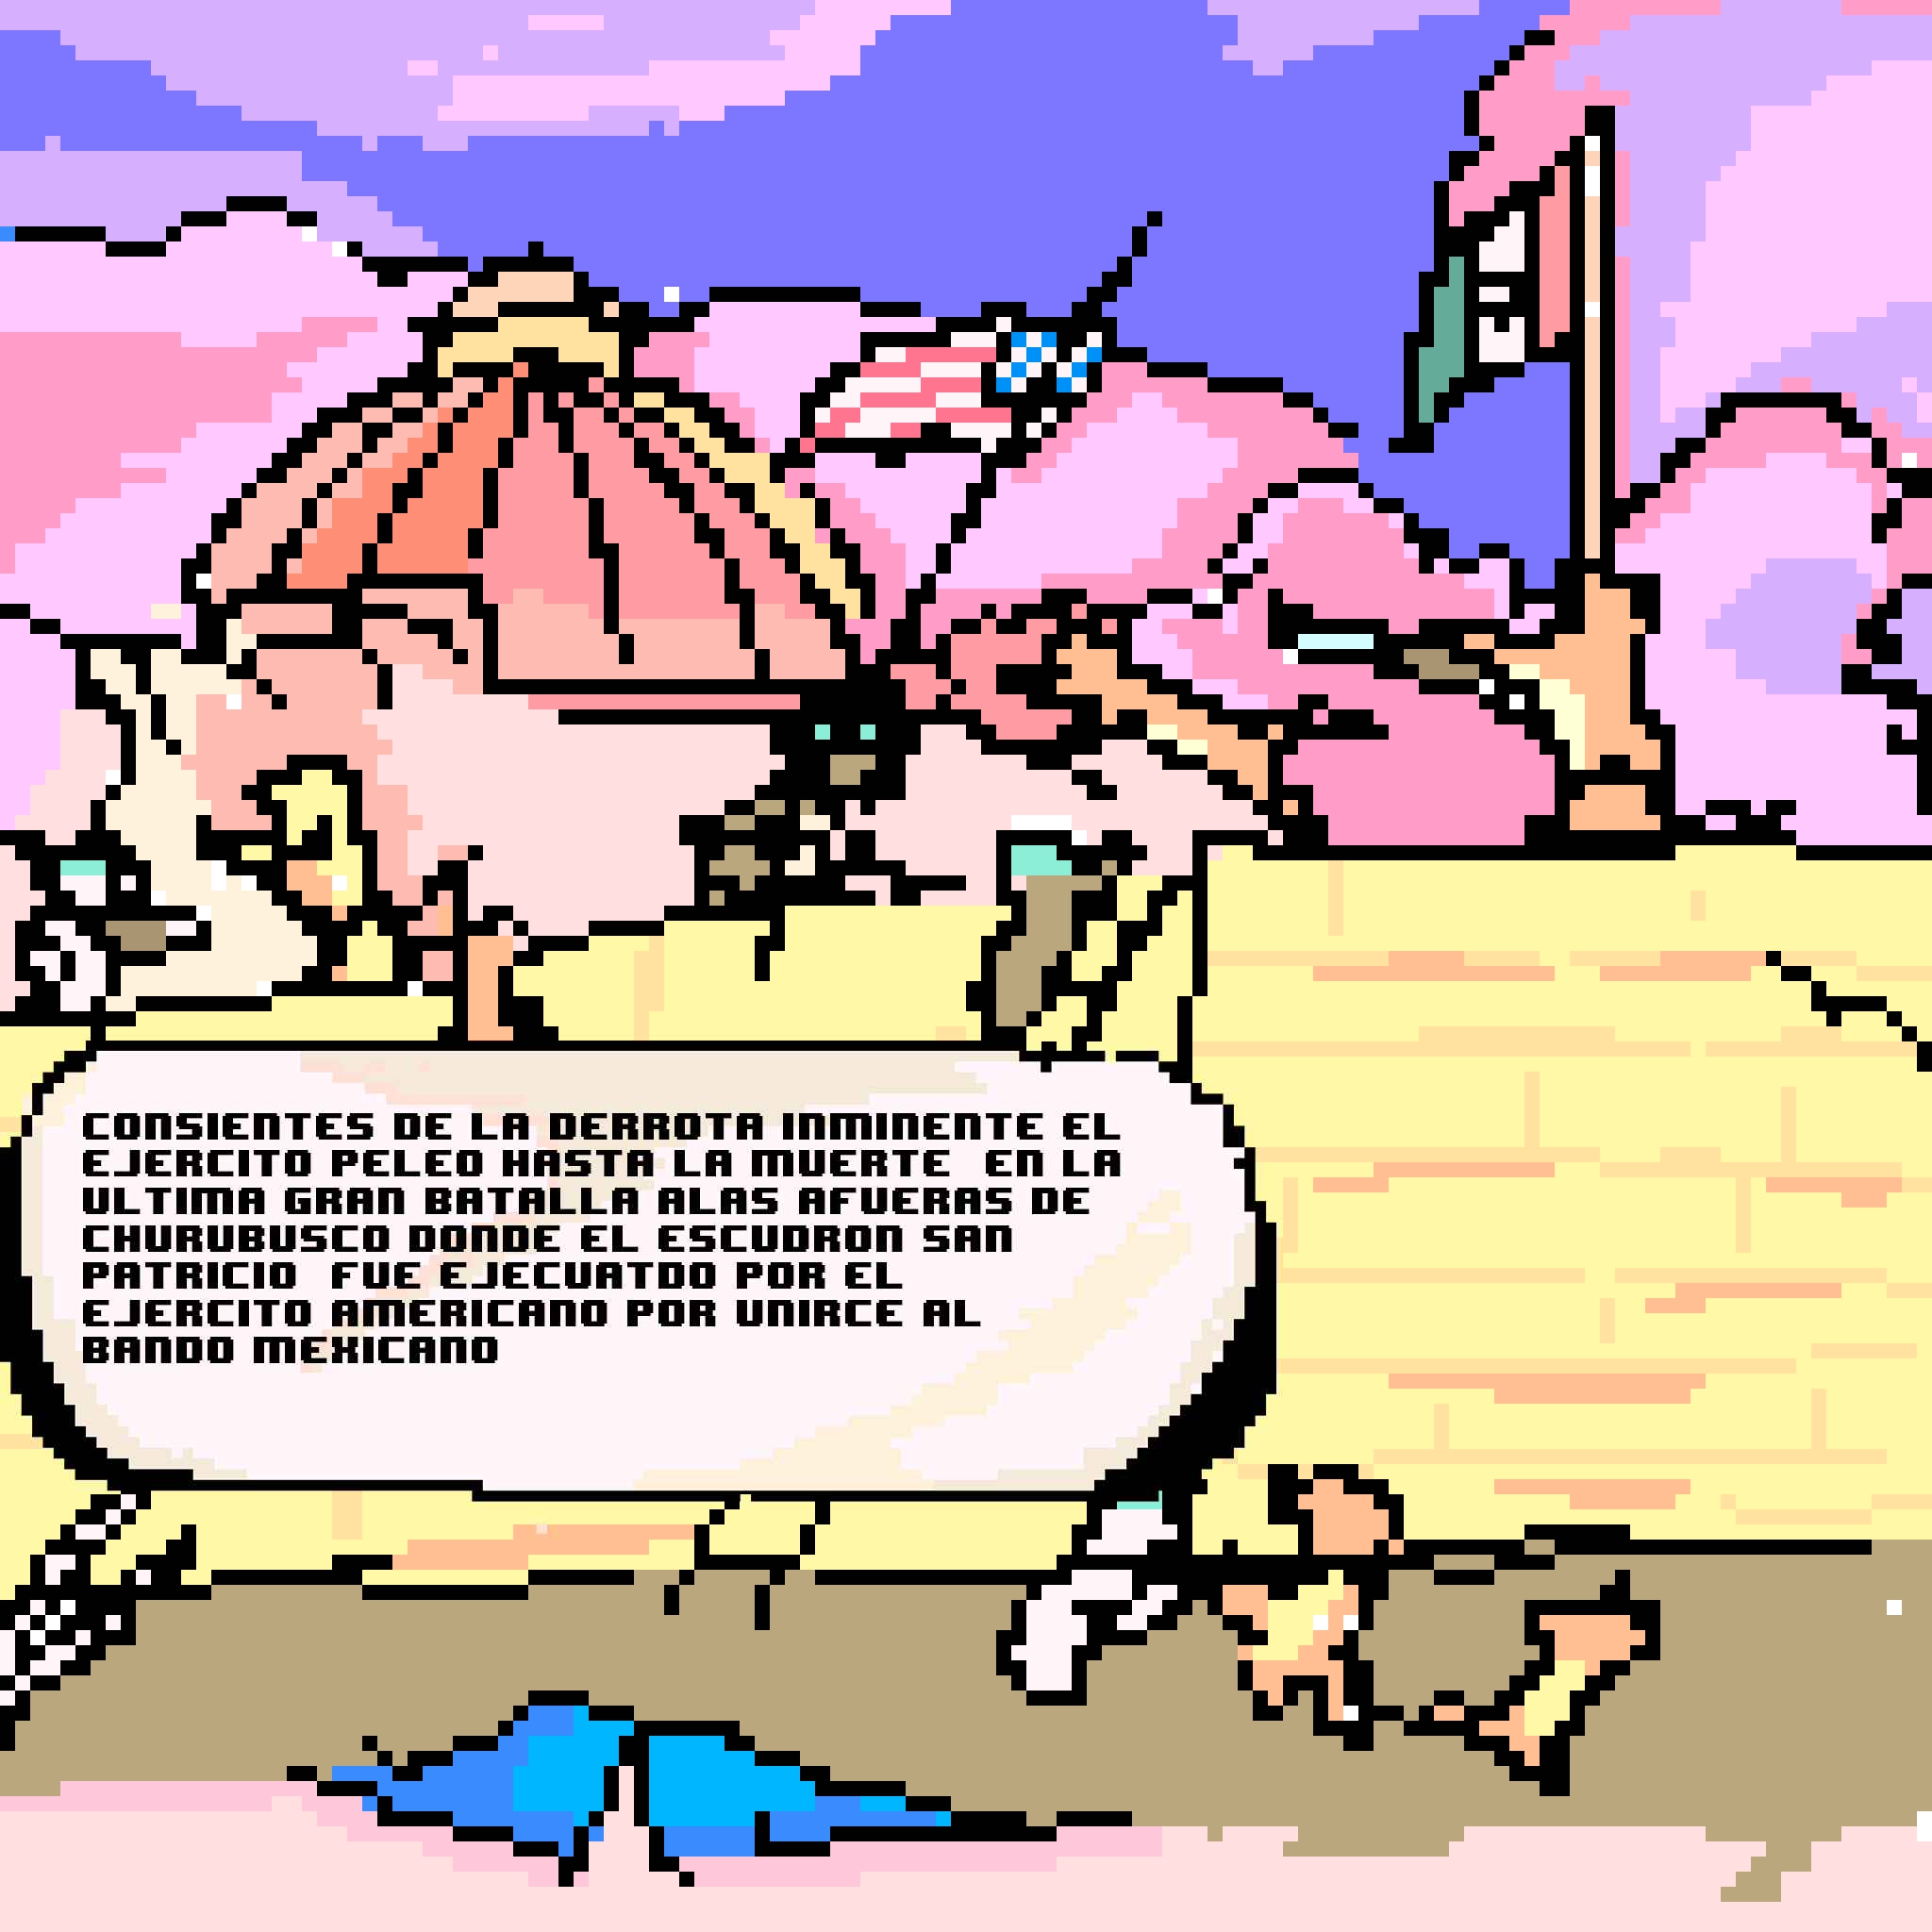 CONSIENTES DE LA DERROTA INMINENTE EL
EJERCITO PELEO HASTA LA MUERTE EN LA
ULTIMA GRAN BATALLA ALAS AFUERAS DE
CHURUBUSCO DONDE EL ESCUDRON SAN
PATRICIO FUE EJECUATDO POR EL
EJERCITO AMERICANO POR UNIRCE AL
BANDO MEXICANO